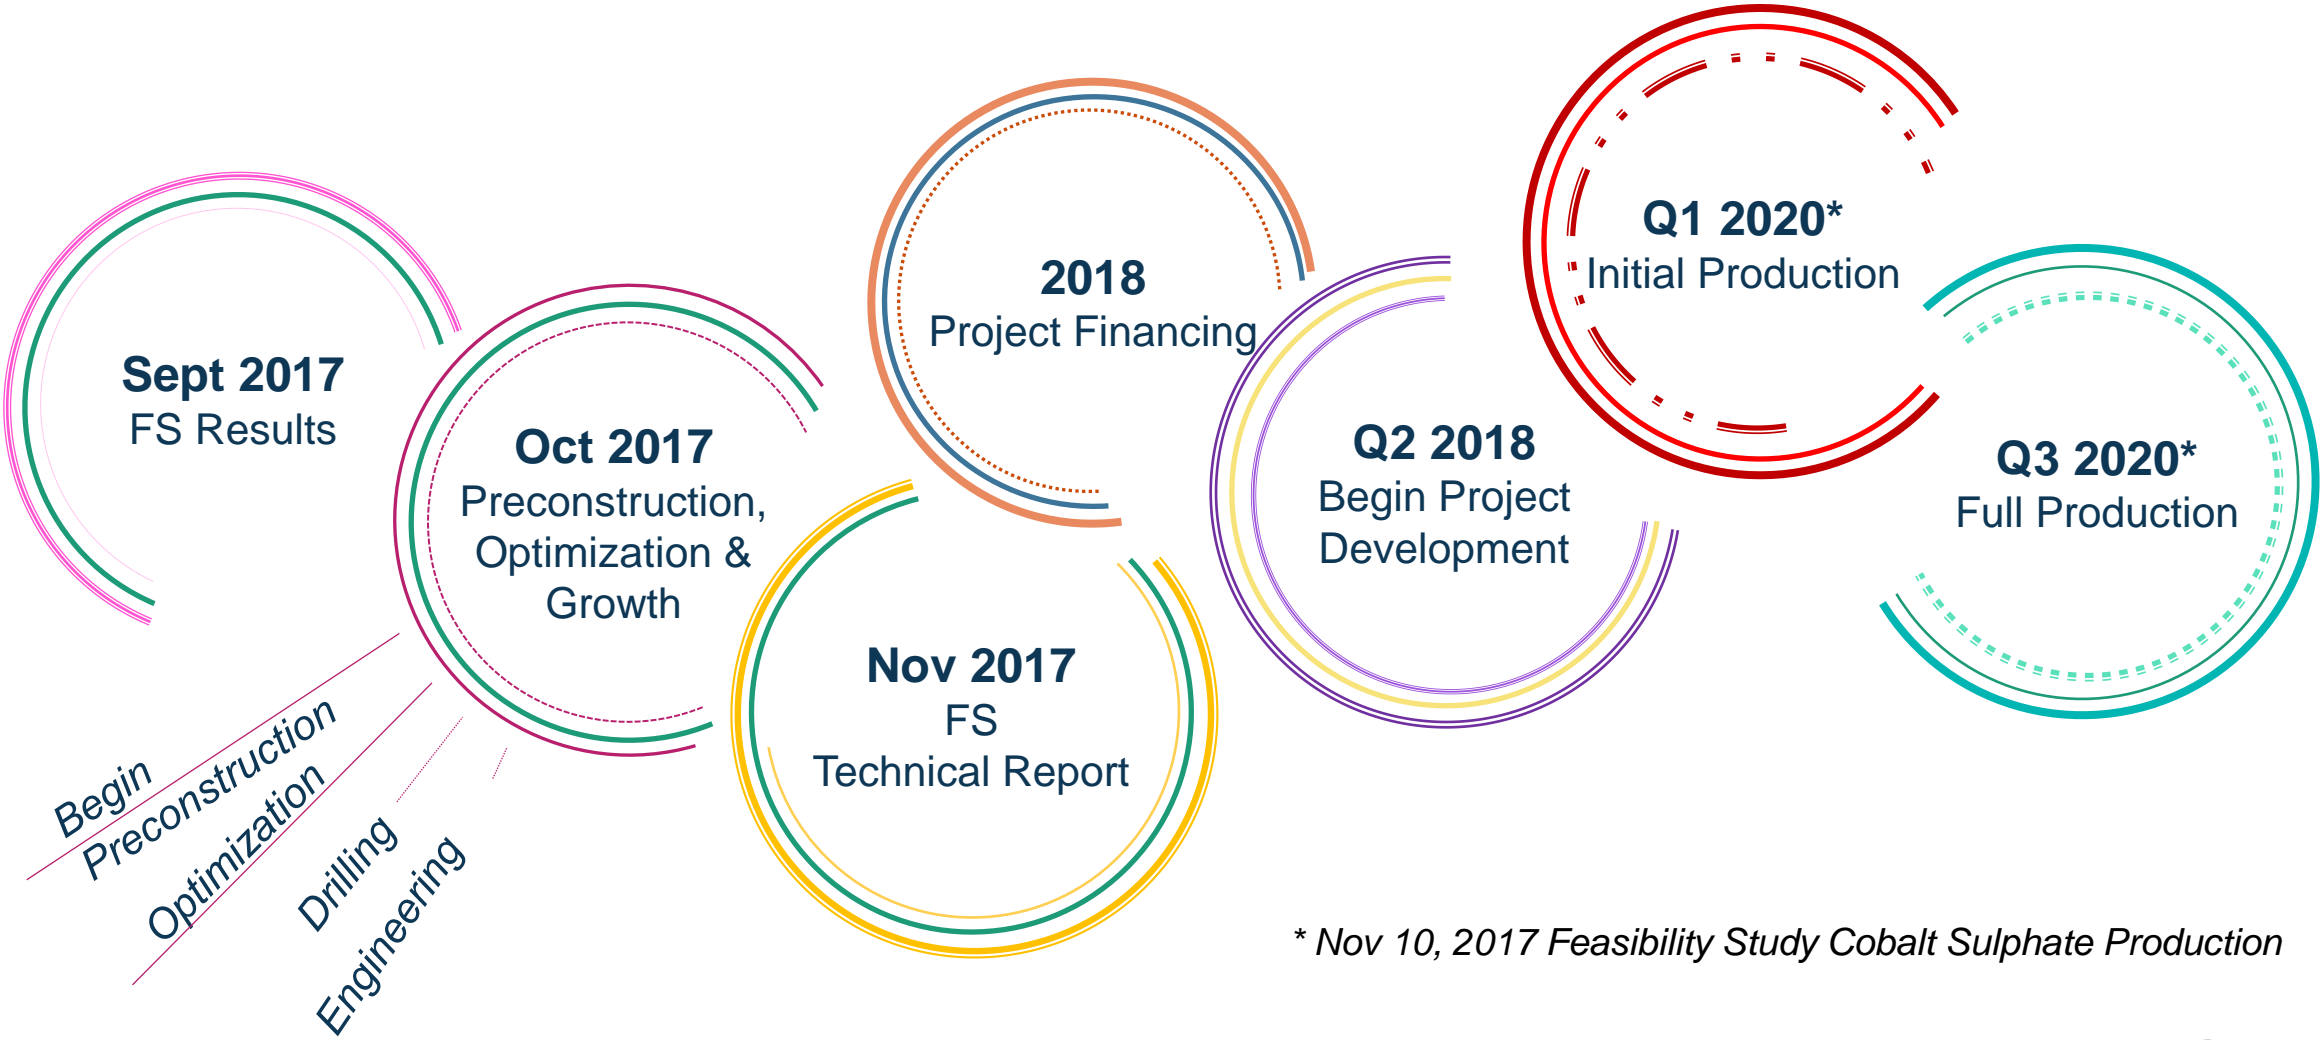 Sept 2017
FS Results
Oct 2017
Preconstruction,
Optimization &
Growth
Begin
Preconstruction
Optimization
Drilling
Engineering
Nov 2017
FS
Technical Report
2018
Project Financing
Q2 2018
Begin Project
Development
Q1 2020*
Initial Production
Q3 2020*
Full Production
* Nov 10, 2017 Feasibility Study Cobalt Sulphate Production